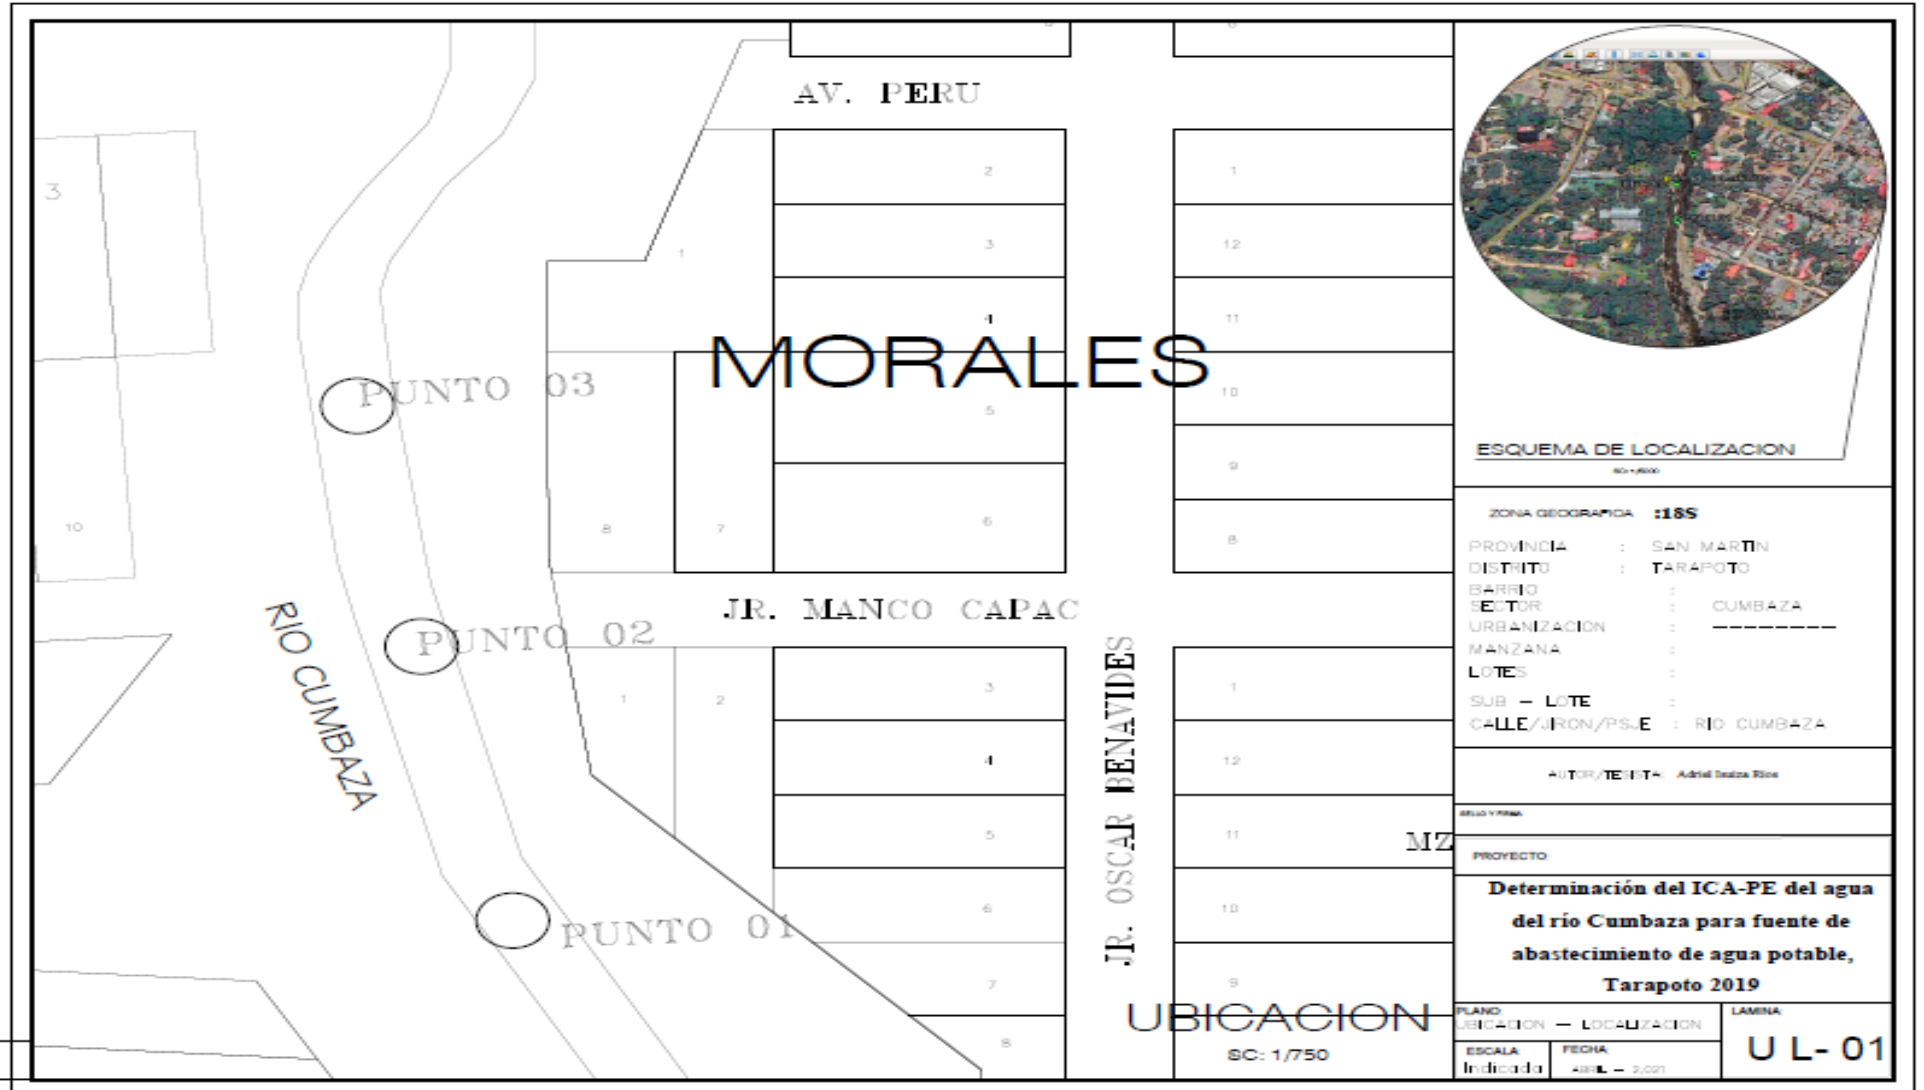 AV. PERU
3
2
1
1
3
12
4
11
MORALES
PUNTO 03
5
10
9
10
8
7
6
8
JR. MANCO CAPAC
PUNTO 02
RIO CUMBAZA
1
2
3
1
4
12
5
11
MZ
JR. OSCAR BENAVIDES
6
10
PUNTO 01
7
9
8
UBICACION
SC: 1/750
ESQUEMA DE LOCALIZACION
SC: 1/5000
ZONA GEOGRAFICA :18S
PROVINCIA : SAN MARTIN
DISTRITO : TARAPOTO
BARRIO :
SECTOR : CUMBAZA
URBANIZACION : ---------
MANZANA :
LOTES :
SUB - LOTE :
CALLE/JIRON/PSJE : RIO CUMBAZA
AUTOR/TESISTA: Adriel Isuiza Rios
SELLO Y FIRMA
PROYECTO
Determinación del ICA-PE del agua
del río Cumbaza para fuente de
abastecimiento de agua potable,
Tarapoto 2019
PLANO
UBICACION - LOCALIZACION
LAMINA
U L- 01
ESCALA
Indicada
FECHA
ABRIL - 2,021